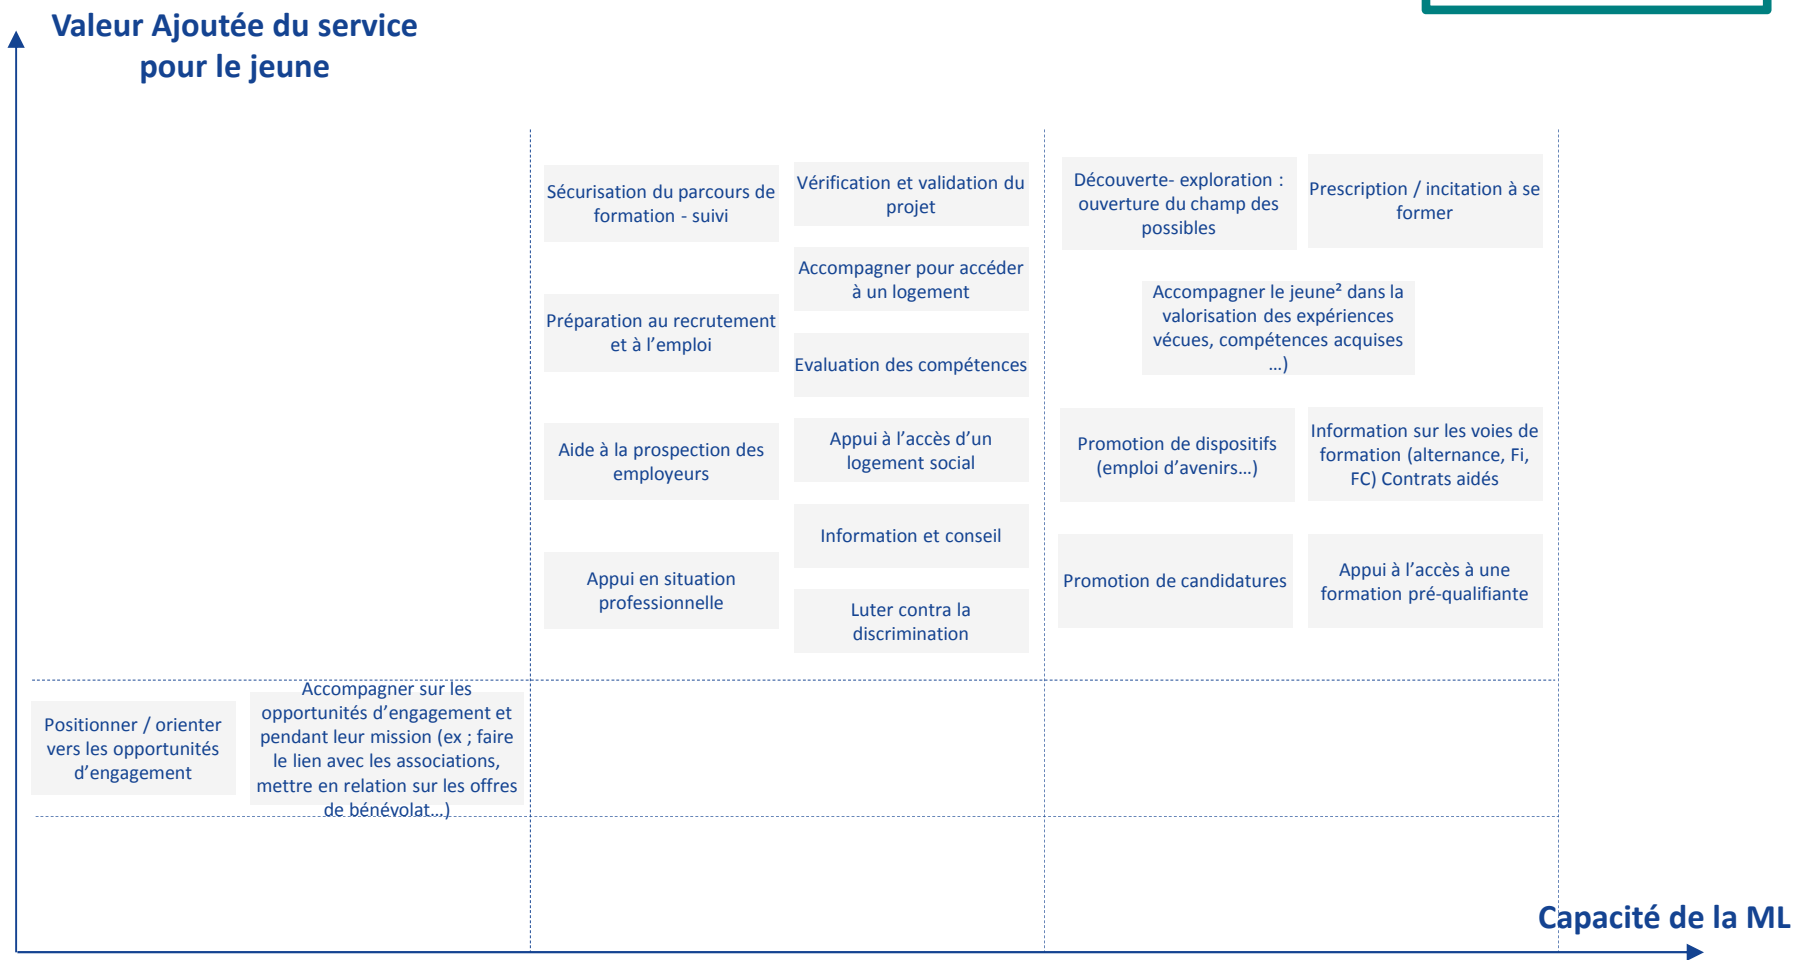 Valeur Ajoutée du service
pour le jeune
Sécurisation du parcours de
formation - suivi
Préparation au recrutement
et à l’emploi
Aide à la prospection des
employeurs
Appui en situation
professionnelle
Vérification et validation du
projet
Accompagner pour accéder
à un logement
Evaluation des compétences
Appui à l’accès d’un
logement social
Information et conseil
Luter contra la
discrimination
Découverte- exploration :
ouverture du champ des
possibles
Prescription / incitation à se
former
Accompagner le jeune² dans la
valorisation des expériences
vécues, compétences acquises
…)
Promotion de dispositifs
(emploi d’avenirs…)
Information sur les voies de
formation (alternance, Fi,
FC) Contrats aidés
Promotion de candidatures
Appui à l’accès à une
formation pré-qualifiante
Positionner / orienter
vers les opportunités
d’engagement
Accompagner sur les
opportunités d’engagement et
pendant leur mission (ex ; faire
le lien avec les associations,
mettre en relation sur les offres
de bénévolat…)
Capacité de la ML